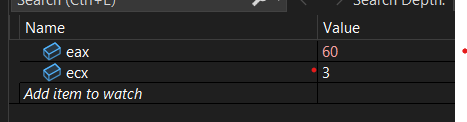 Search (Ctrl+E) Search Depth:
Name Value
eax 60
ecx 3
Add item to watch